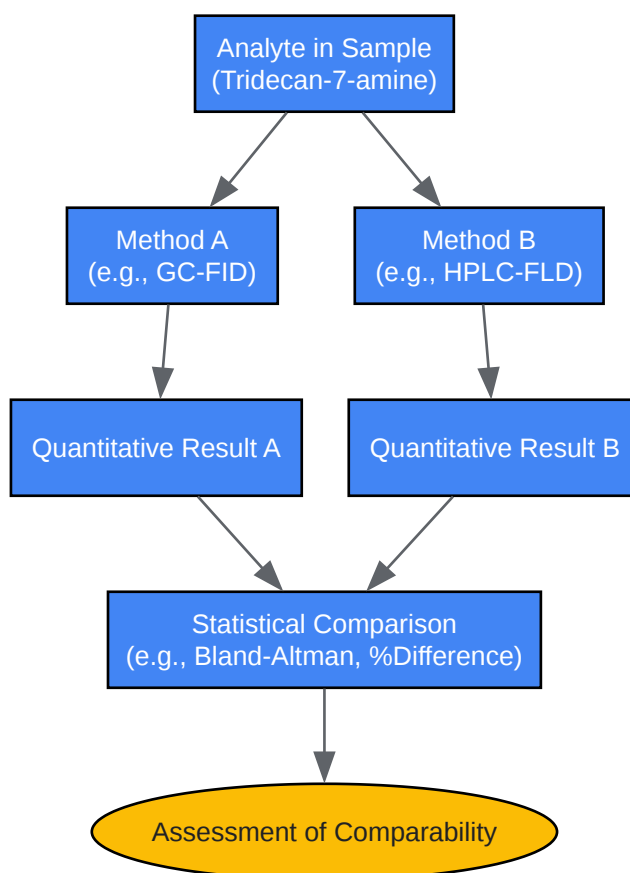 Analyte in Sample
(Tridecan-7-amine)
Method A
(e.g., GC-FID)
Method B
(e.g., HPLC-FLD)
Quantitative Result A
Quantitative Result B
Statistical Comparison
(e.g., Bland-Altman, %Difference)
Assessment of Comparability